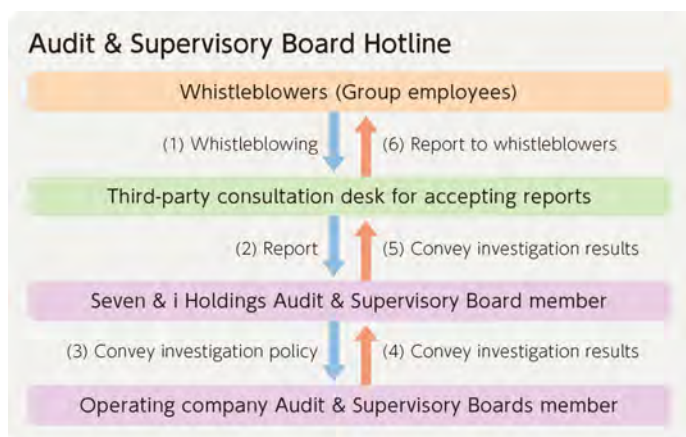 Audit & Supervisory Board Hotline
Whistleblowers (Group employees)
(1) Whistleblowing
(6) Report to whistleblowers
Third-party consultation desk for accepting reports
(2) Report
(5) Convey investigation results
Seven & i Holdings Audit & Supervisory Board member
(3) Convey investigation policy
(4) Convey investigation results
Operating company Audit & Supervisory Boards member